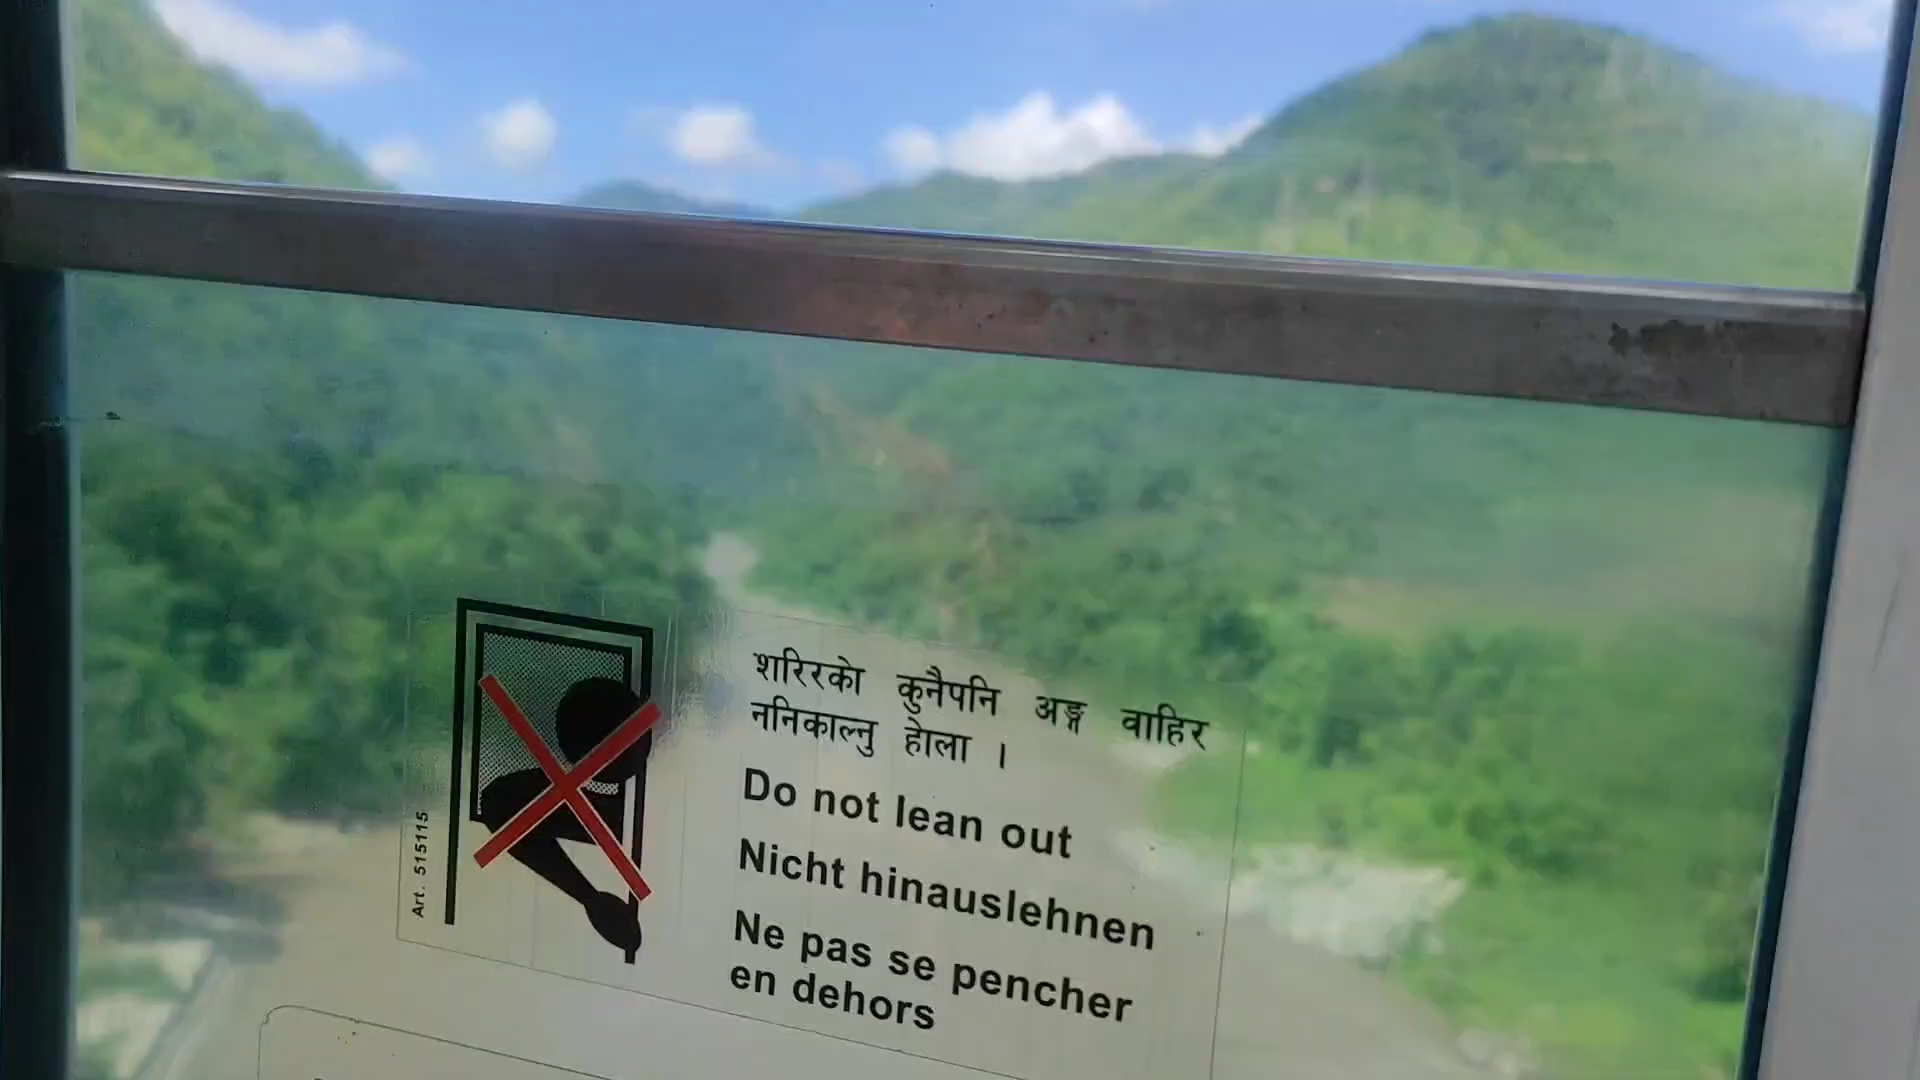 शरिरको कुनैपनि अङ्ग वाहिर
ननिकाल्नु होला ।
Do not lean out
Nicht hinauslehnen
Ne pas se pencher
en dehors
Art. 515115